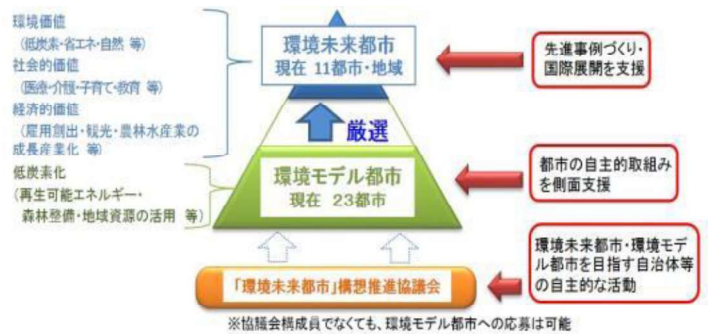 環境価値
（低炭素・省エネ・自然 等）
社会的価値
（医療・介護・子育て・教育 等）
経済的価値
（雇用創出・観光・農林水産業の
成長産業化 等）
低炭素化
（再生可能エネルギー・
森林整備・地域資源の活用 等）
環境未来都市
現在 11都市・地域
厳選
環境モデル都市
現在 23都市
「環境未来都市」構想推進協議会
先進事例づくり・
国際展開を支援
都市の自主的取組み
を側面支援
環境未来都市・環境モデ
ル都市を目指す自治体等
の自主的な活動
※協議会構成員でなくても、環境モデル都市への応募は可能